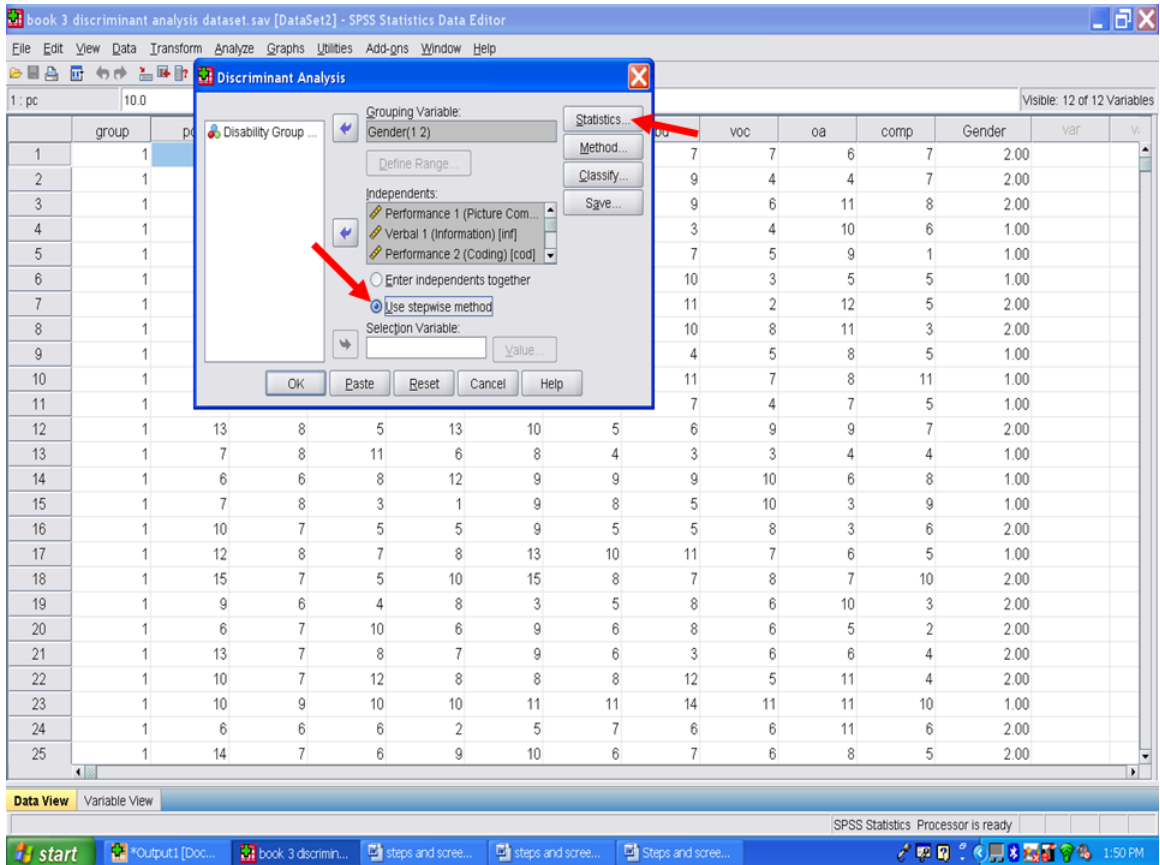 book 3 discriminant analysis dataset.sav [DataSet2] - SPSS Statistics Data Editor
File Edit View Data Transform Analyze Graphs Utilities Add-ons Window Help
1 : pc 10.0 Visible: 12 of 12 Variables
Discriminant Analysis
Disability Group ...
Grouping Variable:
Gender(1 2)
Define Range...
Independents:
Performance 1 (Picture Com...
Verbal 1 (Information) [inf]
Performance 2 (Coding) [cod]
Enter independents together
Use stepwise method
Selection Variable:
Value...
Statistics...
Method...
Classify...
Save...
OK Paste Reset Cancel Help
group voc oa comp Gender var
1 1 7 7 6 7 2.00
2 1 9 4 4 7 2.00
3 1 9 6 11 8 2.00
4 1 3 4 10 6 1.00
5 1 7 5 9 1 1.00
6 1 10 3 5 5 1.00
7 1 11 2 12 5 2.00
8 1 10 8 11 3 2.00
9 1 4 5 8 5 1.00
10 1 11 7 8 11 1.00
11 1 7 4 7 5 1.00
12 1 13 8 5 13 10 5 6 9 9 7 2.00
13 1 7 8 11 6 8 4 3 3 4 4 1.00
14 1 6 6 8 12 9 9 9 10 6 8 1.00
15 1 7 8 3 1 9 8 5 10 3 9 1.00
16 1 10 7 5 5 9 5 5 8 3 6 2.00
17 1 12 8 7 8 13 10 11 7 6 5 1.00
18 1 15 7 5 10 15 8 7 8 7 10 2.00
19 1 9 6 4 8 3 5 8 6 10 3 2.00
20 1 6 7 10 6 9 6 8 6 5 2 2.00
21 1 13 7 8 7 9 6 3 6 6 4 2.00
22 1 10 7 12 8 8 8 12 5 11 4 2.00
23 1 10 9 10 10 11 11 14 11 11 10 1.00
24 1 6 6 6 2 5 7 6 6 11 6 2.00
25 1 14 7 6 9 10 6 7 6 8 5 2.00
Data View Variable View
SPSS Statistics Processor is ready
start *Output1 [Doc... book 3 discrimin... steps and scree... steps and scree... Steps and scree... 1:50 PM